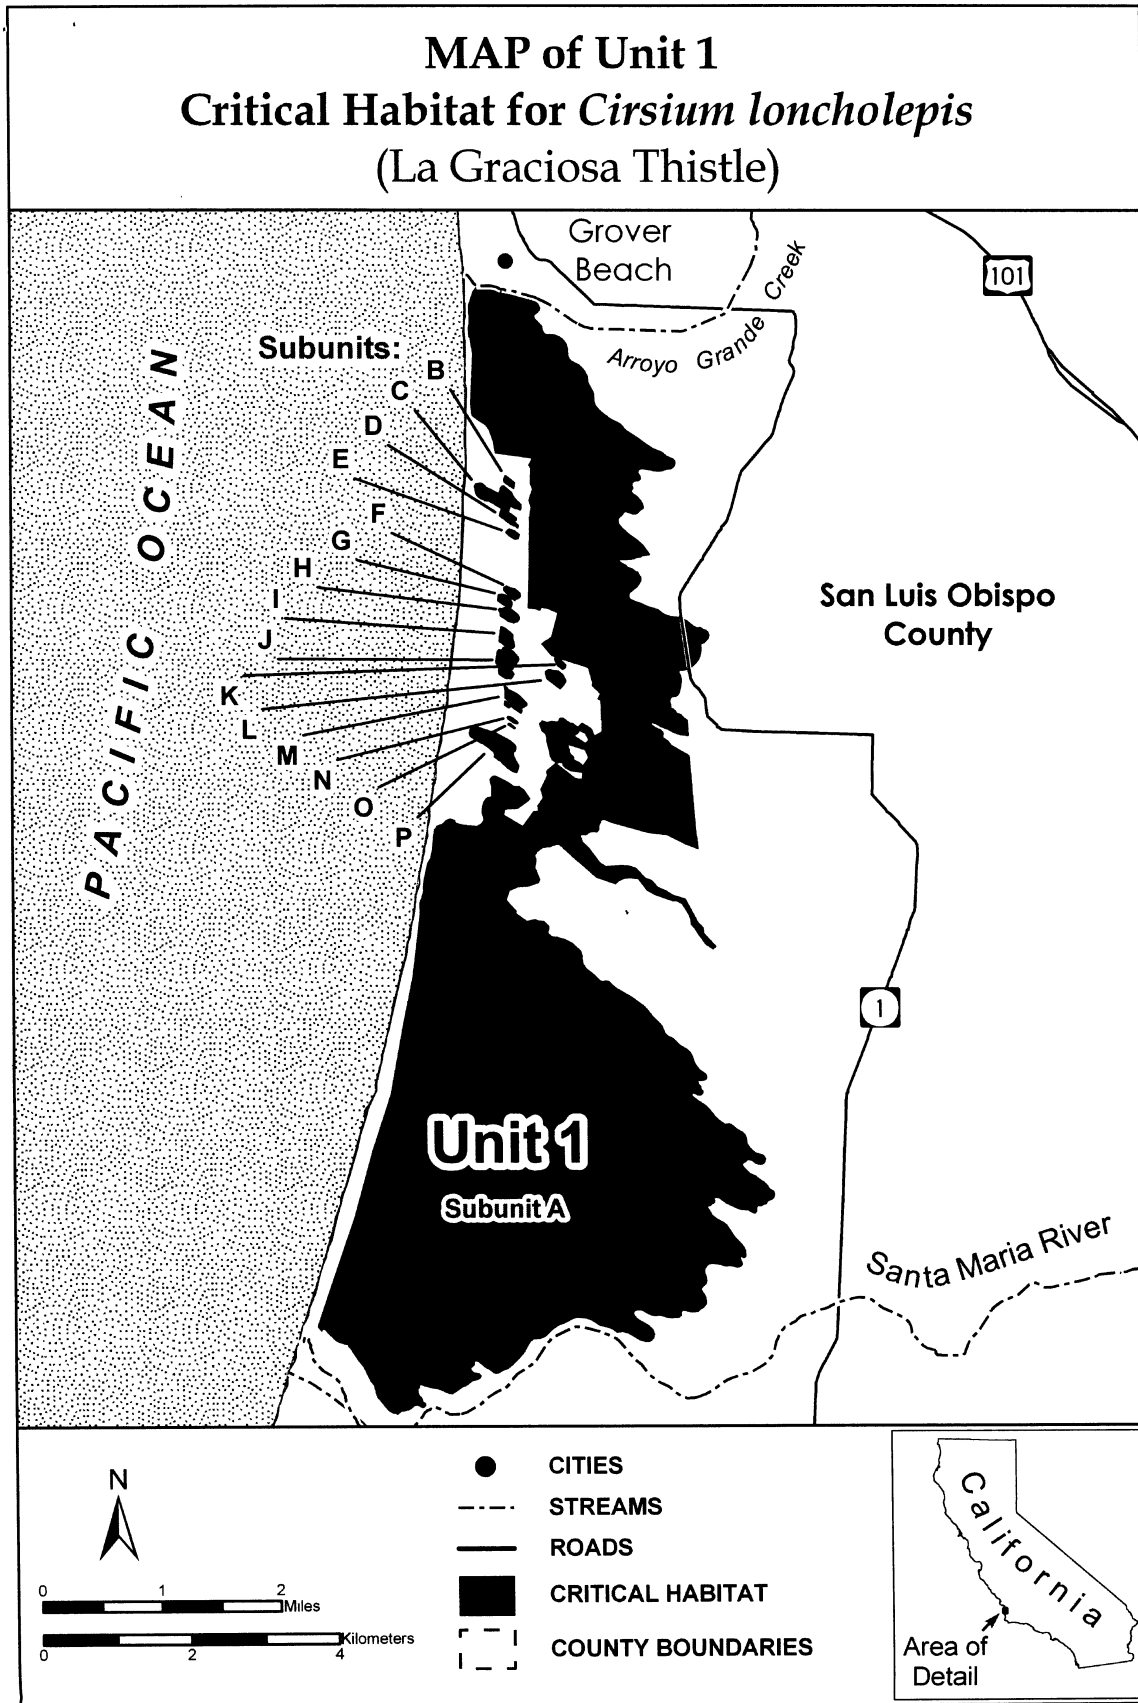 MAP of Unit 1
Critical Habitat for Cirsium loncholepis
(La Graciosa Thistle)
Grover
Beach
Arroyo Grande Creek
101
Subunits:
B
C
D
E
F
G
H
I
J
K
L
M
N
O
P
PACIFIC OCEAN
San Luis Obispo
County
1
Unit 1
Subunit A
Santa Maria River
N
0 1 2
Miles
Kilometers
0 2 4
CITIES
STREAMS
ROADS
CRITICAL HABITAT
COUNTY BOUNDARIES
California
Area of
Detail